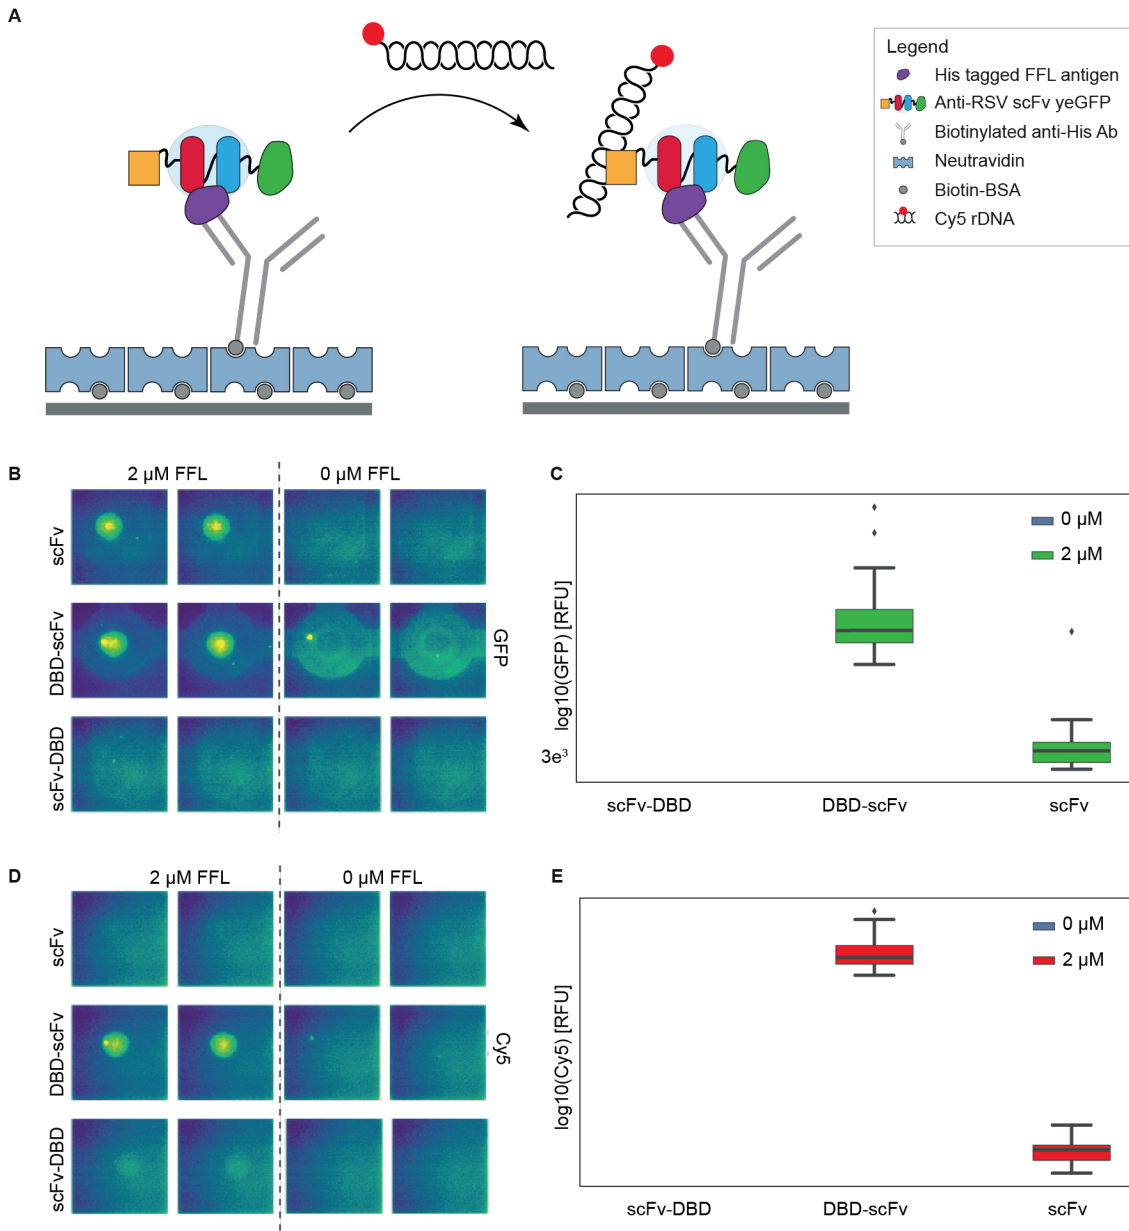 A
Legend
His tagged FFL antigen
Anti-RSV scFv yeGFP
Biotinylated anti-His Ab
Neutravidin
Biotin-BSA
Cy5 rDNA
B
2 µM FFL
0 µM FFL
scFv
DBD-scFv
scFv-DBD
GFP
C
log10(GFP) [RFU]
3e³
0 µM
2 µM
scFv-DBD
DBD-scFv
scFv
D
2 µM FFL
0 µM FFL
scFv
DBD-scFv
scFv-DBD
Cy5
E
log10(Cy5) [RFU]
0 µM
2 µM
scFv-DBD
DBD-scFv
scFv